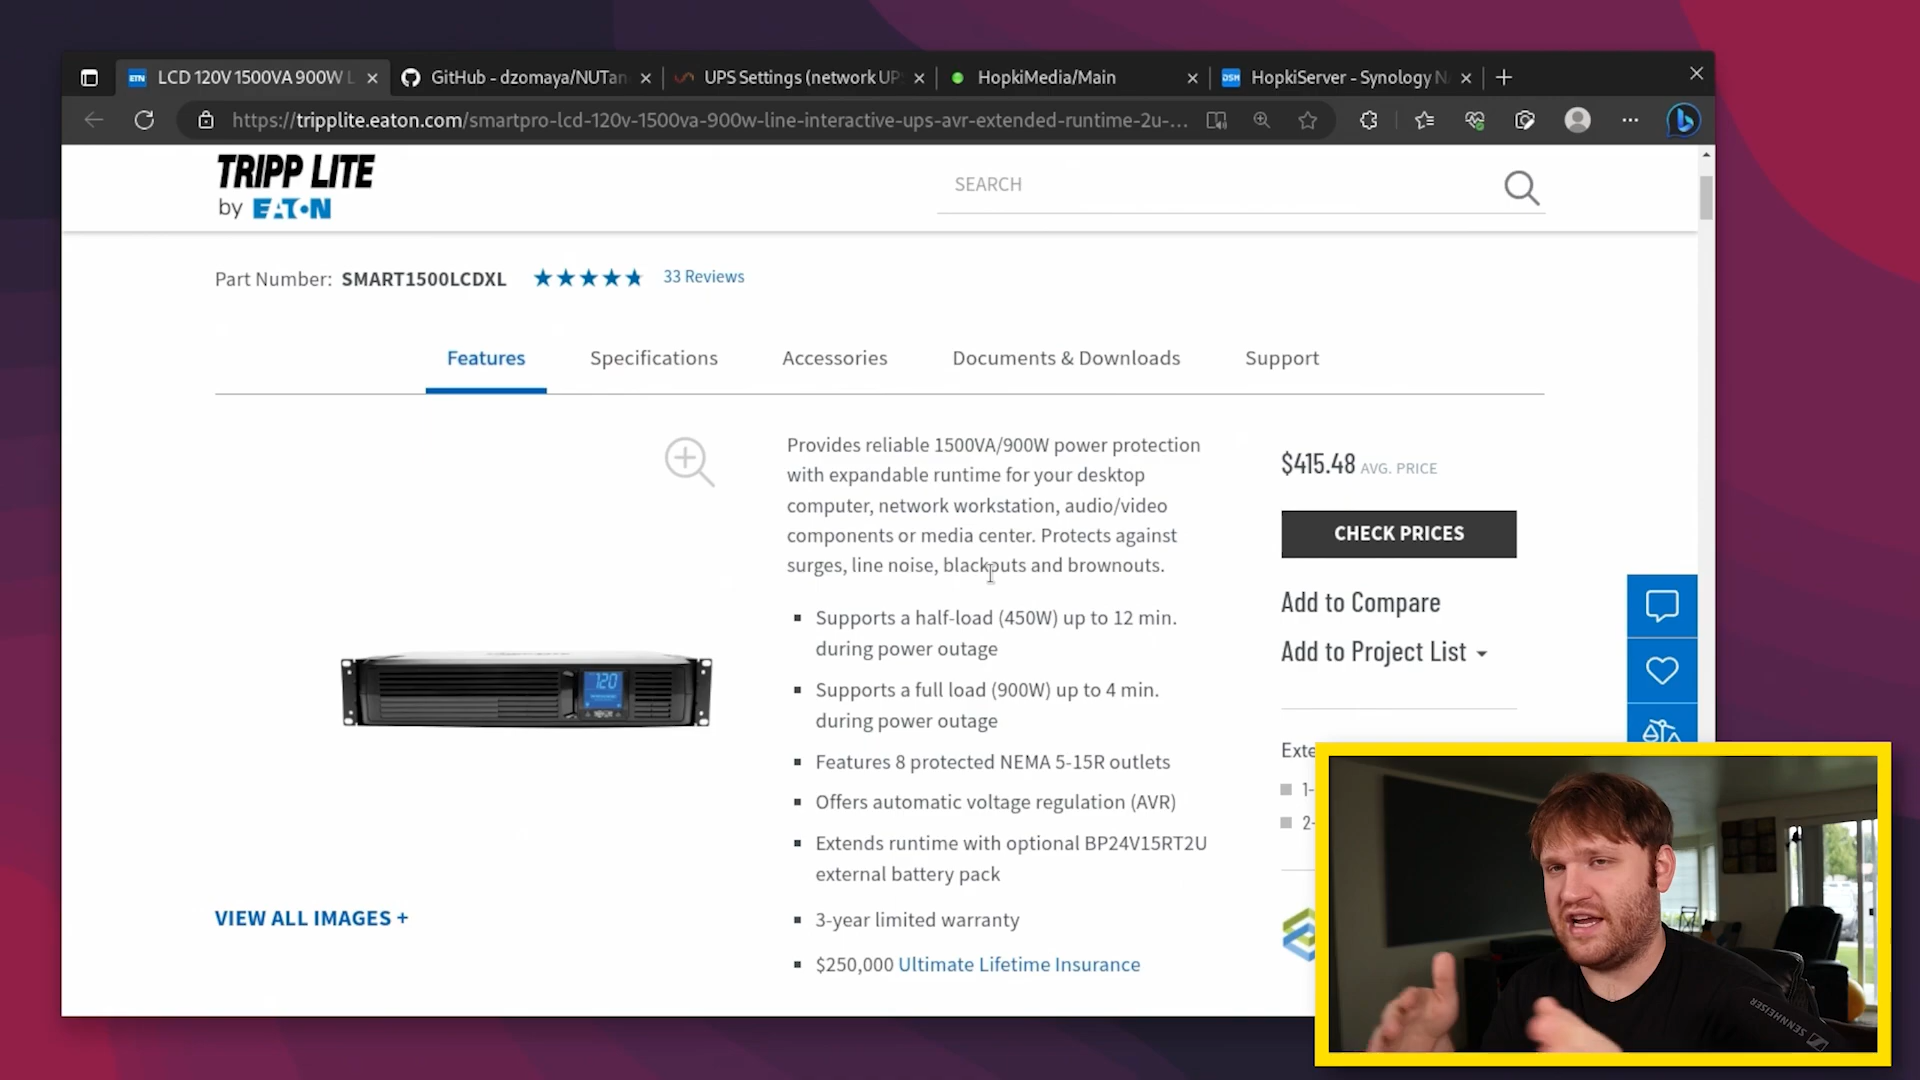 LCD 120V 1500VA 900W L
GitHub - dzomaya/NUTan
UPS Settings (network UP
HopkiMedia/Main
HopkiServer - Synology N
https://tripplite.eaton.com/smartpro-lcd-120v-1500va-900w-line-interactive-ups-avr-extended-runtime-2u-...
TRIPP LITE
by EATON
SEARCH
Part Number: SMART1500LCDXL
33 Reviews
Features
Specifications
Accessories
Documents & Downloads
Support
Provides reliable 1500VA/900W power protection
with expandable runtime for your desktop
computer, network workstation, audio/video
components or media center. Protects against
surges, line noise, blackouts and brownouts.
▪ Supports a half-load (450W) up to 12 min.
during power outage
▪ Supports a full load (900W) up to 4 min.
during power outage
▪ Features 8 protected NEMA 5-15R outlets
▪ Offers automatic voltage regulation (AVR)
▪ Extends runtime with optional BP24V15RT2U
external battery pack
▪ 3-year limited warranty
▪ $250,000 Ultimate Lifetime Insurance
120
VIEW ALL IMAGES +
$415.48 AVG. PRICE
CHECK PRICES
Add to Compare
Add to Project List
Exte
1-
2-
SENNHEISER